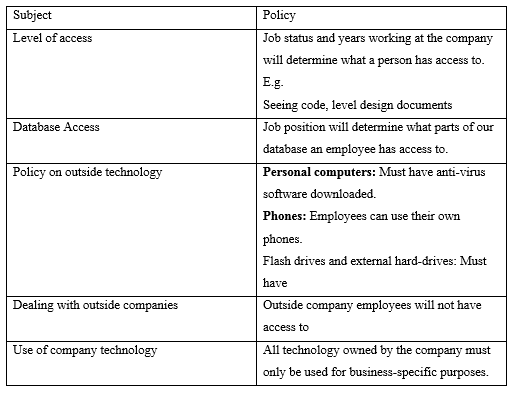 Subject Policy
Level of access Job status and years working at the company
will determine what a person has access to.
E.g.
Seeing code, level design documents
Database Access Job position will determine what parts of our
database an employee has access to.
Policy on outside technology Personal computers: Must have anti-virus
software downloaded.
Phones: Employees can use their own
phones.
Flash drives and external hard-drives: Must
have
Dealing with outside companies Outside company employees will not have
access to
Use of company technology All technology owned by the company must
only be used for business-specific purposes.